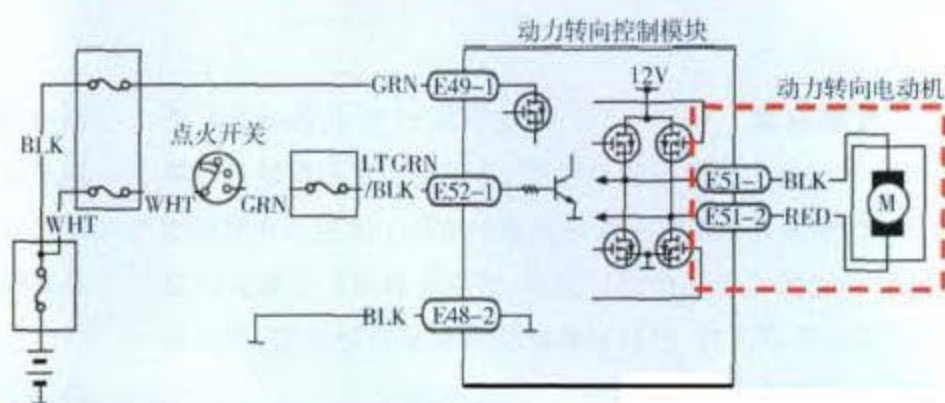 动力转向控制模块
12V
动力转向电动机
GRN
E49-1
BLK
点火开关
LTGRN
/BLK
E52-1
WHT
GRN
WHT
E51-1
BLK
E51-2
RED
M
BLK
E48-2